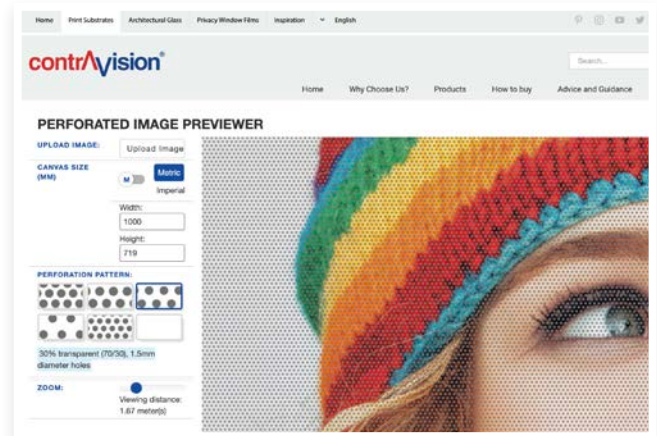 Home Print Substrates Architectural Glass Privacy Window Films Inspiration English
contrAvision®
Search...
Home Why Choose Us? Products How to buy Advice and Guidance
PERFORATED IMAGE PREVIEWER
UPLOAD IMAGE: Upload Image
CANVAS SIZE
(MM)
M Metric
Imperial
Width:
1000
Height:
719
PERFORATION PATTERN:
30% transparent (70/30), 1.5mm
diameter holes
ZOOM:
Viewing distance:
1.67 meter(s)